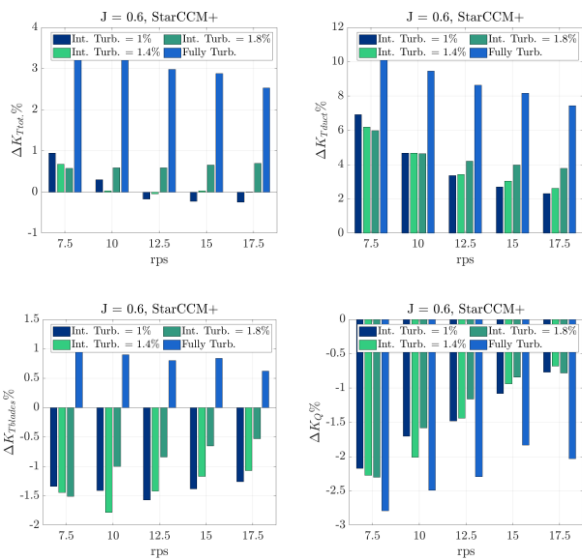 J = 0.6, StarCCM+
Int. Turb. = 1% Int. Turb. = 1.8%
Int. Turb. = 1.4% Fully Turb.
ΔK_{Ttot.}%
4
3
2
1
0
-1
7.5 10 12.5 15 17.5
rps
J = 0.6, StarCCM+
Int. Turb. = 1% Int. Turb. = 1.8%
Int. Turb. = 1.4% Fully Turb.
ΔK_{Tduct}%
12
10
8
6
4
2
0
7.5 10 12.5 15 17.5
rps
J = 0.6, StarCCM+
Int. Turb. = 1% Int. Turb. = 1.8%
Int. Turb. = 1.4% Fully Turb.
ΔK_{Tblades}%
1.5
1
0.5
0
-0.5
-1
-1.5
-2
7.5 10 12.5 15 17.5
rps
J = 0.6, StarCCM+
Int. Turb. = 1% Int. Turb. = 1.8%
Int. Turb. = 1.4% Fully Turb.
ΔK_Q%
0
-0.5
-1
-1.5
-2
-2.5
-3
7.5 10 12.5 15 17.5
rps